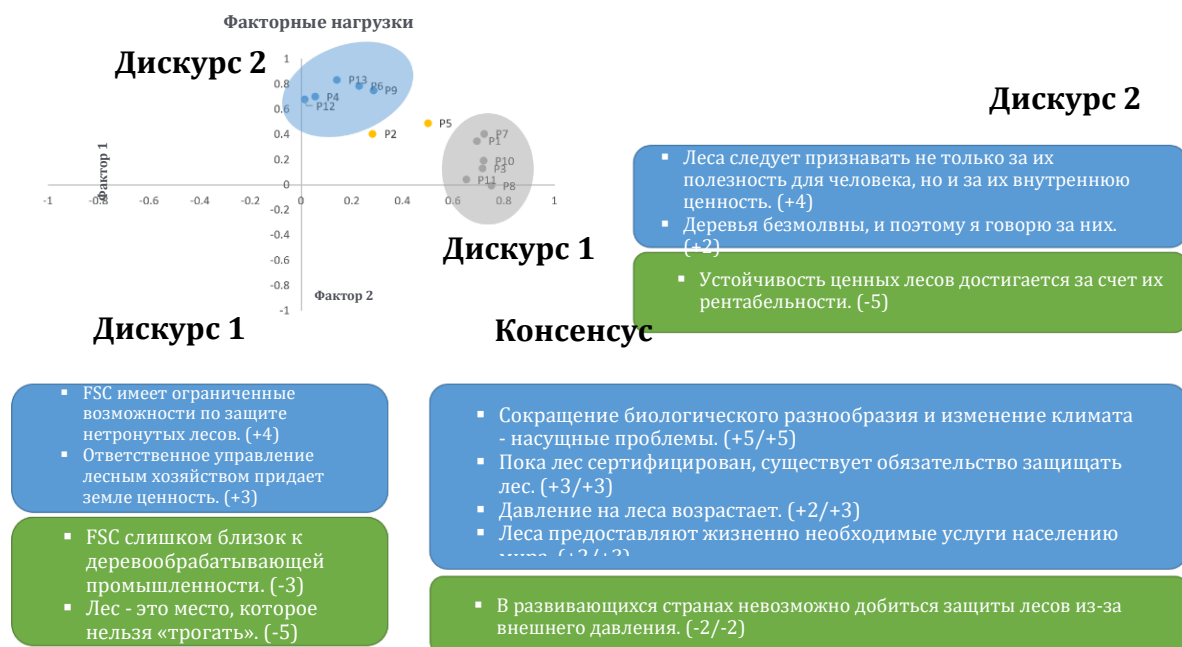 Факторные нагрузки
Дискурс 2
1
0.8
0.6
0.4
0.2
0
-0.2
-0.4
-0.6
-0.8
-1
-1
-0.8
-0.6
-0.4
-0.2
0
0.2
0.4
0.6
0.8
1
P13
P6
P9
P4
P12
P2
P5
P7
P1
P10
P3
P11
P8
Фактор 1
Фактор 2
Дискурс 1
Дискурс 2
▪ Леса следует признавать не только за их
полезность для человека, но и за их внутреннюю
ценность. (+4)
▪ Деревья безмолвны, и поэтому я говорю за них.
(+2)
▪ Устойчивость ценных лесов достигается за счет их
рентабельности. (-5)
Дискурс 1
▪ FSC имеет ограниченные
возможности по защите
нетронутых лесов. (+4)
▪ Ответственное управление
лесным хозяйством придает
земле ценность. (+3)
▪ FSC слишком близок к
деревообрабатывающей
промышленности. (-3)
▪ Лес - это место, которое
нельзя «трогать». (-5)
Консенсус
▪ Сокращение биологического разнообразия и изменение климата
- насущные проблемы. (+5/+5)
▪ Пока лес сертифицирован, существует обязательство защищать
лес. (+3/+3)
▪ Давление на леса возрастает. (+2/+3)
▪ Леса предоставляют жизненно необходимые услуги населению
▪ В развивающихся странах невозможно добиться защиты лесов из-за
внешнего давления. (-2/-2)